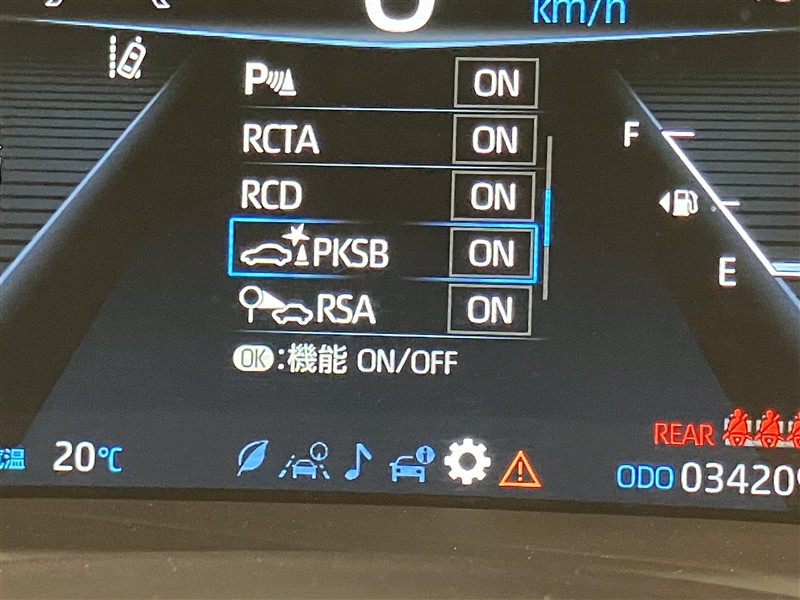 km/h
P ON
RCTA ON
F
RCD ON
PKSB ON
E
RSA ON
OK:機能 ON/OFF
REAR
温 20℃
ODO 03420